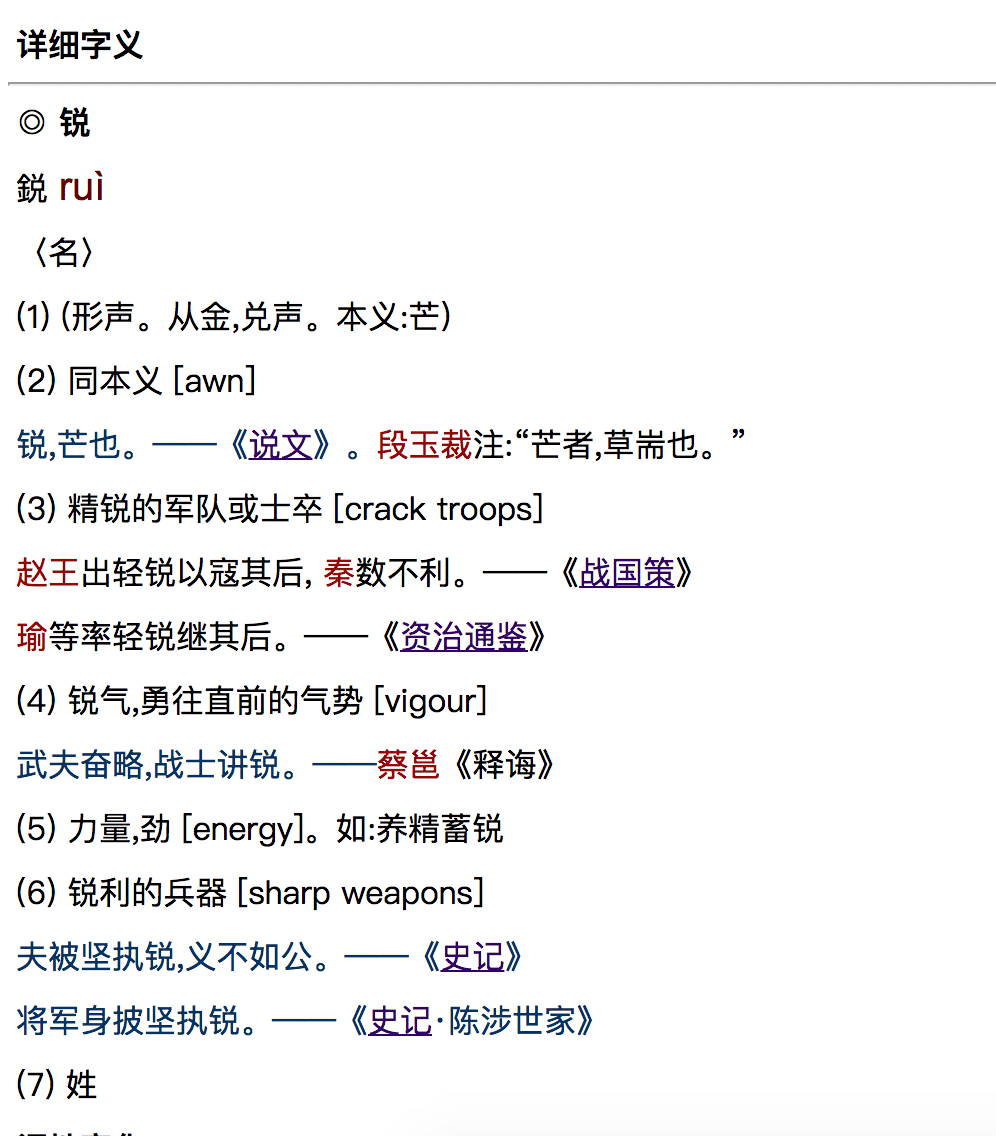 详细字义
◎ 锐
鋭 ruì
〈名〉
(1) (形声。从金,兑声。本义:芒)
(2) 同本义 [awn]
锐,芒也。——《说文》。段玉裁注:“芒者,草耑也。”
(3) 精锐的军队或士卒 [crack troops]
赵王出轻锐以寇其后, 秦数不利。——《战国策》
瑜等率轻锐继其后。——《资治通鉴》
(4) 锐气,勇往直前的气势 [vigour]
武夫奋略,战士讲锐。——蔡邕《释诲》
(5) 力量,劲 [energy]。如:养精蓄锐
(6) 锐利的兵器 [sharp weapons]
夫被坚执锐,义不如公。——《史记》
将军身披坚执锐。——《史记·陈涉世家》
(7) 姓